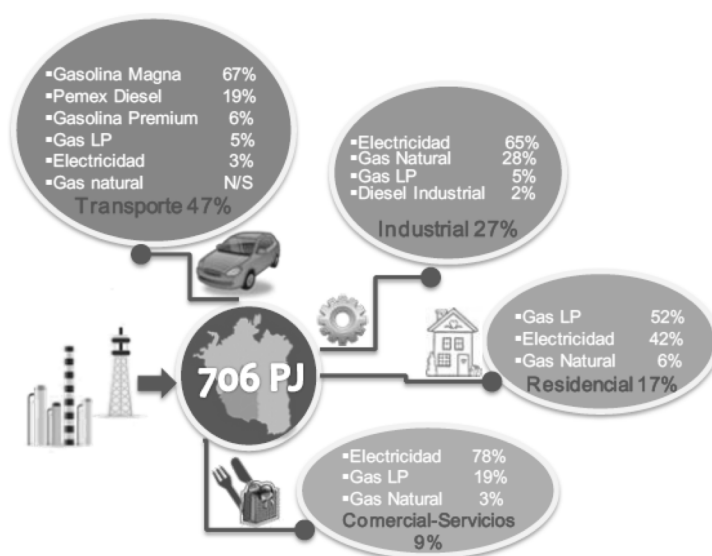 ▪Gasolina Magna 67%
▪Pemex Diesel 19%
▪Gasolina Premium 6%
▪Gas LP 5%
▪Electricidad 3%
▪Gas natural N/S
Transporte 47%
▪Electricidad 65%
▪Gas Natural 28%
▪Gas LP 5%
▪Diesel Industrial 2%
Industrial 27%
706 PJ
▪Gas LP 52%
▪Electricidad 42%
▪Gas Natural 6%
Residencial 17%
▪Electricidad 78%
▪Gas LP 19%
▪Gas Natural 3%
Comercial-Servicios
9%